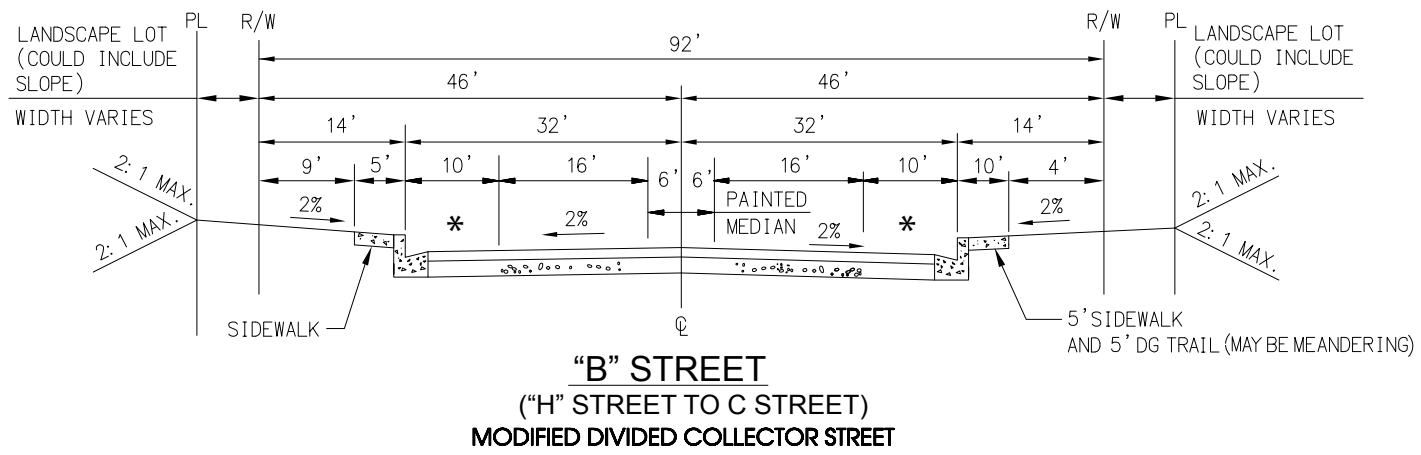 PL
R/W
R/W
PL
LANDSCAPE LOT
(COULD INCLUDE
SLOPE)
WIDTH VARIES
92'
LANDSCAPE LOT
(COULD INCLUDE
SLOPE)
WIDTH VARIES
46'
46'
14'
32'
32'
14'
9'
5'
10'
16'
6'
6'
16'
10'
10'
4'
2: 1 MAX.
2: 1 MAX.
2%
*
2%
PAINTED
MEDIAN
2%
*
2%
2: 1 MAX.
2: 1 MAX.
SIDEWALK
℄
5' SIDEWALK
AND 5' DG TRAIL (MAY BE MEANDERING)
“B” STREET
(“H” STREET TO C STREET)
MODIFIED DIVIDED COLLECTOR STREET